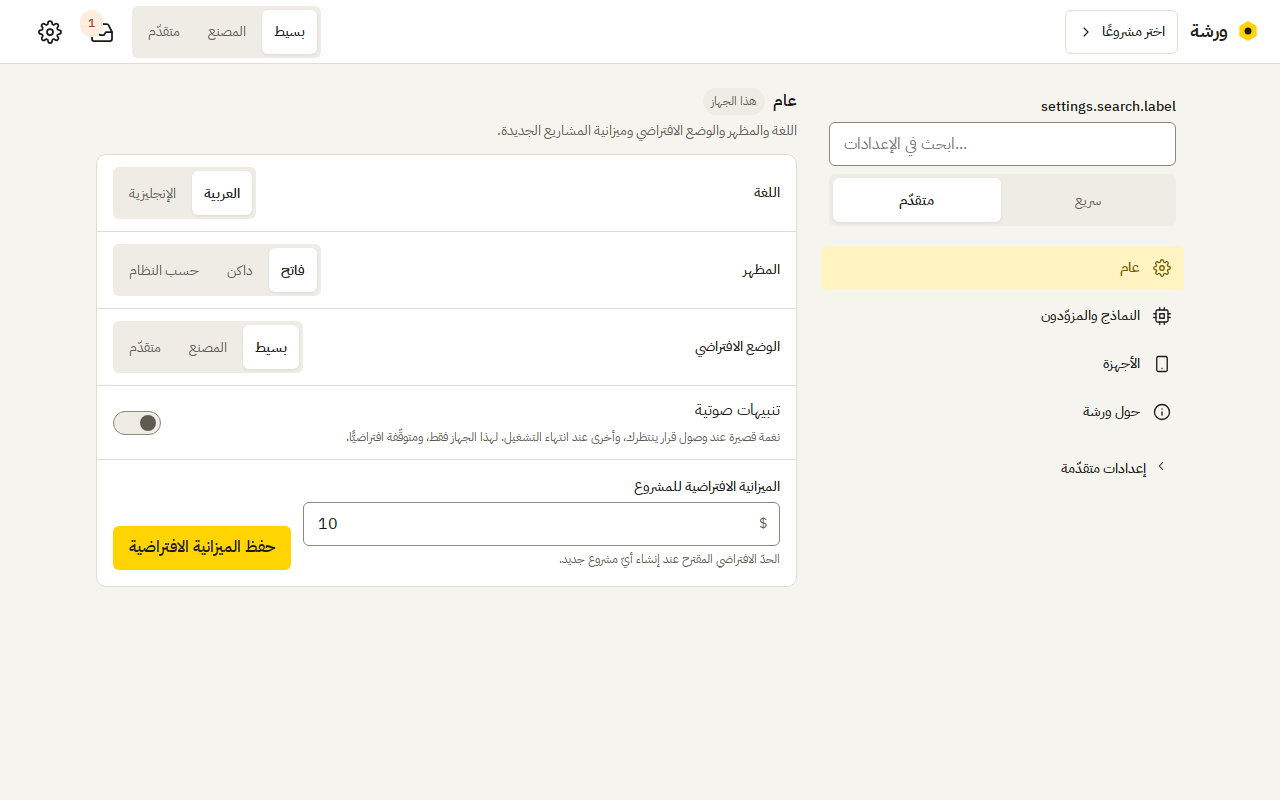 ورشة
اختر مشروعًا
بسيط
المصنع
متقدّم
1
settings.search.label
ابحث في الإعدادات...
سريع
متقدّم
عام
النماذج والمزوّدون
الأجهزة
حول ورشة
إعدادات متقدّمة
عام
هذا الجهاز
اللغة والمظهر والوضع الافتراضي وميزانية المشاريع الجديدة.
اللغة
العربية
الإنجليزية
المظهر
فاتح
داكن
حسب النظام
الوضع الافتراضي
بسيط
المصنع
متقدّم
تنبيهات صوتية
نغمة قصيرة عند وصول قرار ينتظرك، وأخرى عند انتهاء التشغيل. لهذا الجهاز فقط، ومتوقّفة افتراضيًّا.
الميزانية الافتراضية للمشروع
$
10
حفظ الميزانية الافتراضية
الحدّ الافتراضي المقترح عند إنشاء أيّ مشروع جديد.